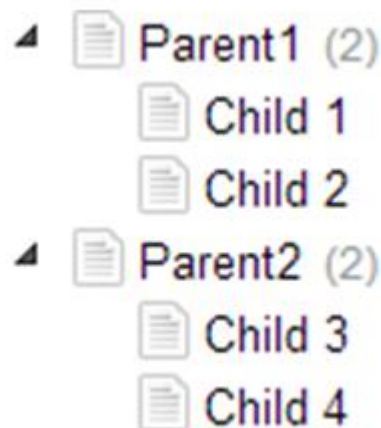 Parent1 (2)
Child 1
Child 2
Parent2 (2)
Child 3
Child 4